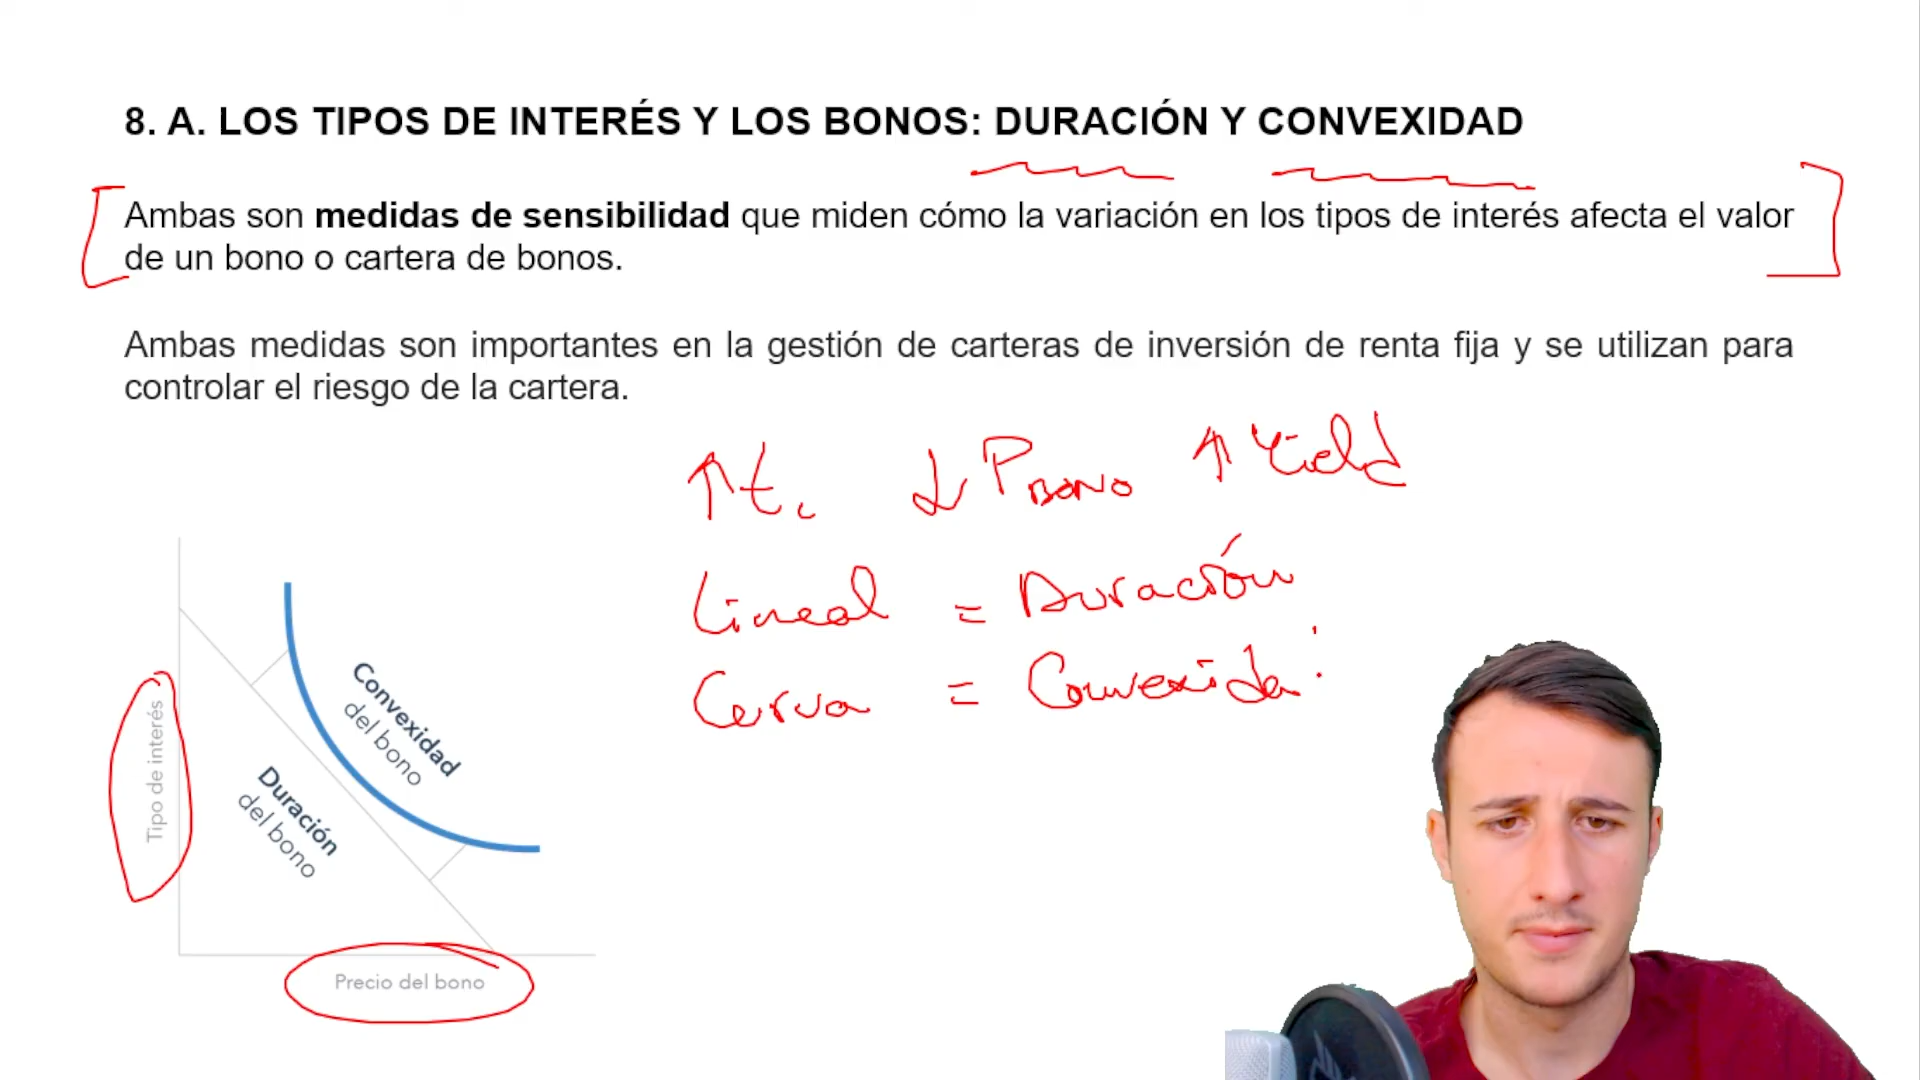 8. A. LOS TIPOS DE INTERÉS Y LOS BONOS: DURACIÓN Y CONVEXIDAD
Ambas son medidas de sensibilidad que miden cómo la variación en los tipos de interés afecta el valor
de un bono o cartera de bonos.
Ambas medidas son importantes en la gestión de carteras de inversión de renta fija y se utilizan para
controlar el riesgo de la cartera.
↓ P BONO ↑ Yield
Lineal = Duración
Curva =
Convexidad
del bono
Duración
del bono
Tipo de interés
Precio del bono